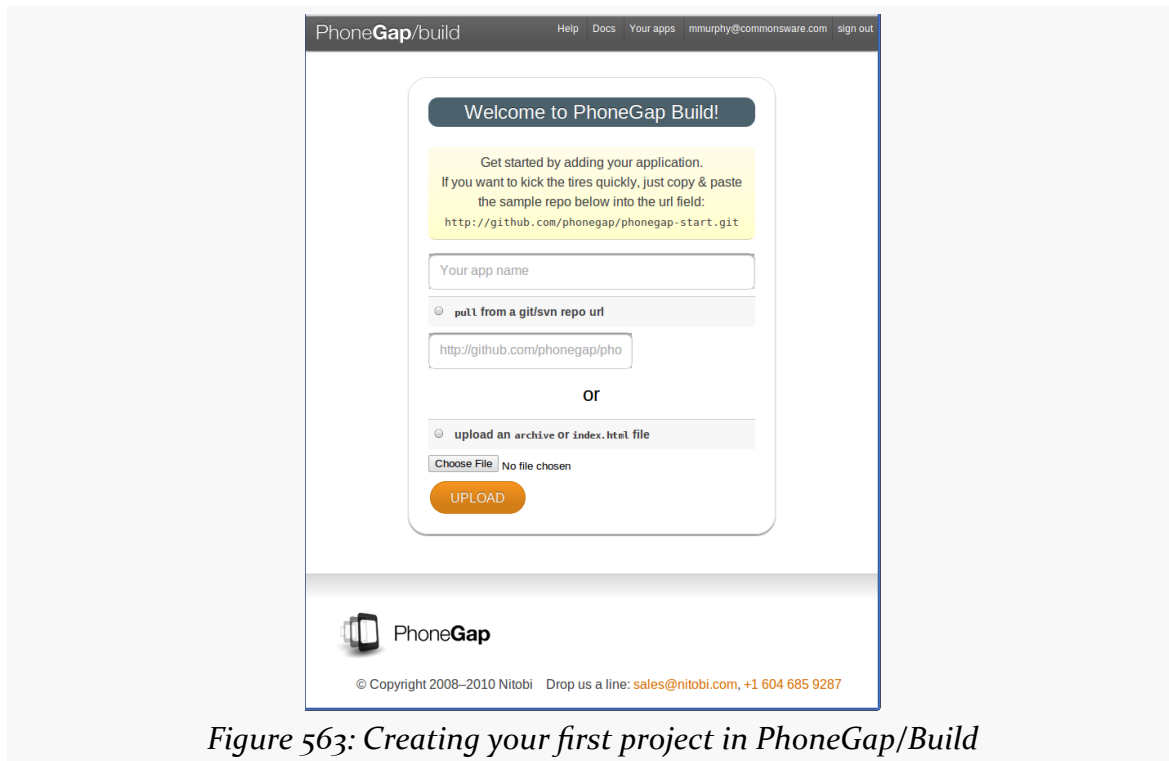 PhoneGap/build Help Docs Your apps mmurphy@commonsware.com sign out
Welcome to PhoneGap Build!
Get started by adding your application.
If you want to kick the tires quickly, just copy & paste
the sample repo below into the url field:
http://github.com/phonegap/phonegap-start.git
Your app name
pull from a git/svn repo url
http://github.com/phonegap/pho
or
upload an archive or index.html file
Choose File No file chosen
UPLOAD
PhoneGap
© Copyright 2008–2010 Nitobi Drop us a line: sales@nitobi.com, +1 604 685 9287
Figure 563: Creating your first project in PhoneGap/Build